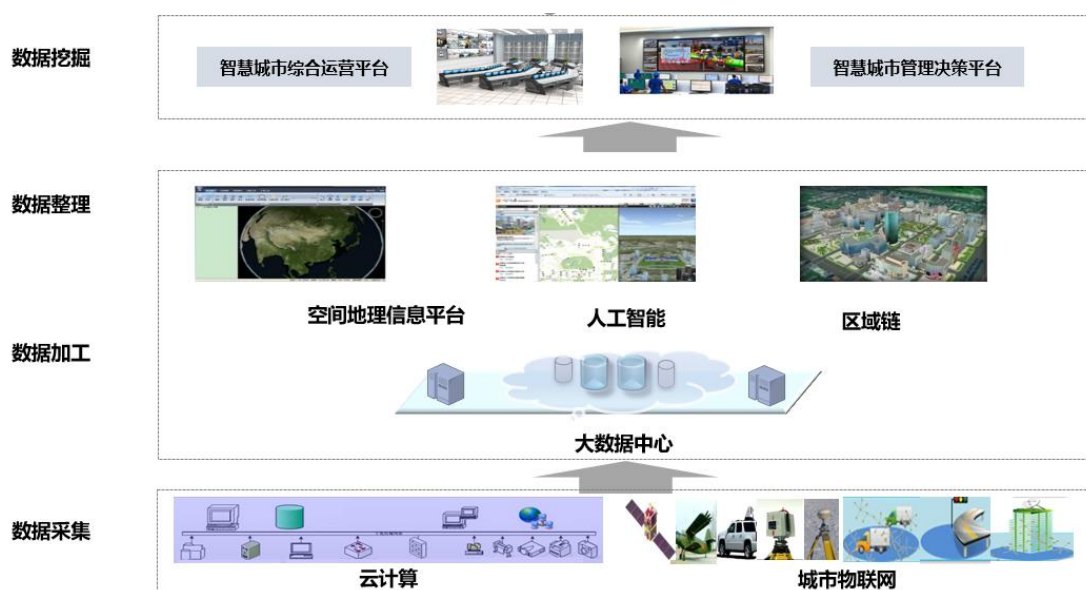 数据挖掘
智慧城市综合运营平台
智慧城市管理决策平台
数据整理
空间地理信息平台
人工智能
区域链
数据加工
大数据中心
数据采集
云计算
城市物联网